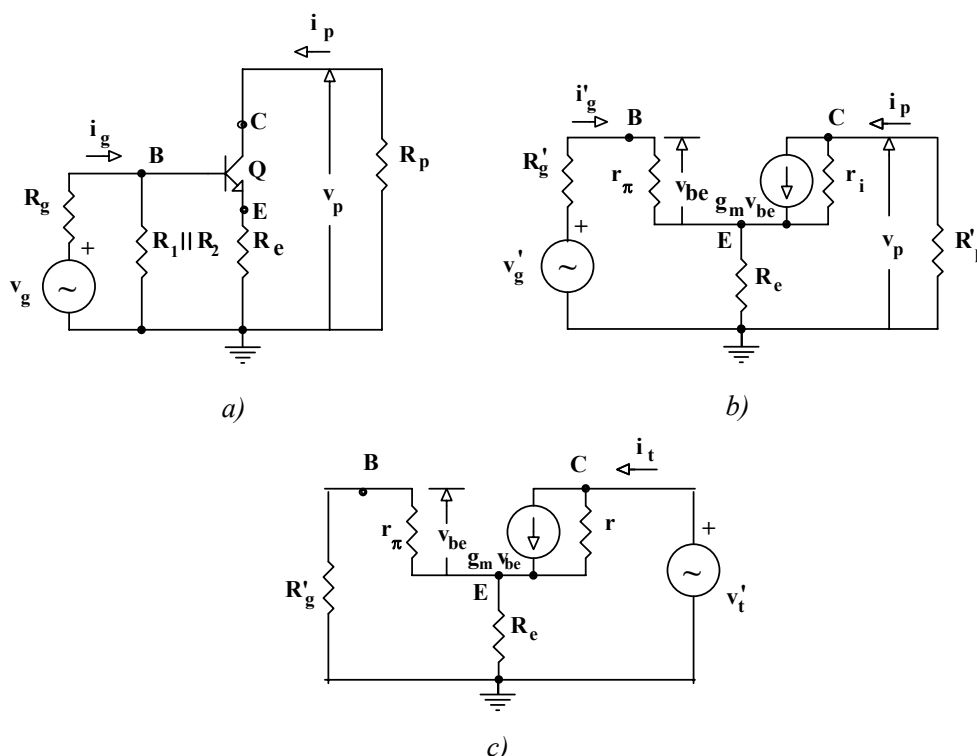 i p
i g
B
C
Q
E
R g
R 1 || R 2
R e
v g
+
~
v p
R p
a)
i' g
B
C
i p
R g '
r π
v be
g m v be
r i
E
R e
v g '
+
~
v p
R' p
b)
B
C
i t
R' g
r π
v be
g m v be
r
E
R e
+
~
v t '
c)